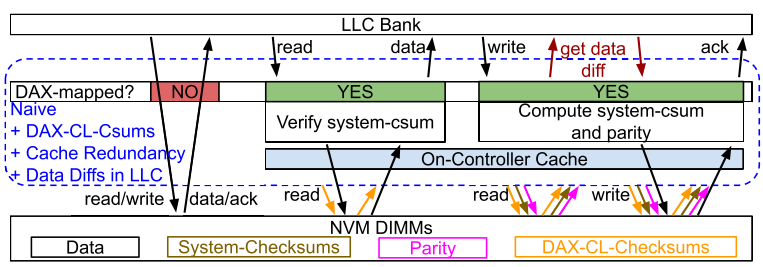 LLC Bank
read
data
write
get data
diff
ack
DAX-mapped?
NO
YES
YES
Naive
+ DAX-CL-Csums
+ Cache Redundancy
+ Data Diffs in LLC
Verify system-csum
Compute system-csum
and parity
On-Controller Cache
read/write
data/ack
read
read
write
NVM DIMMs
Data
System-Checksums
Parity
DAX-CL-Checksums